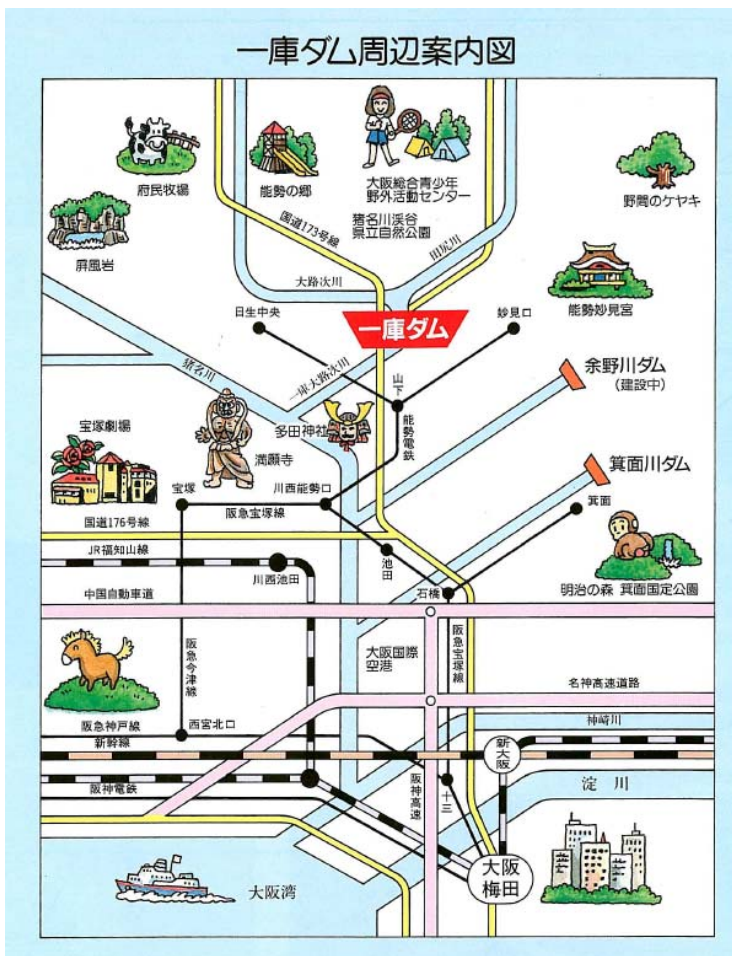 一庫ダム周辺案内図
府民牧場
能勢の郷
大阪総合青少年
野外活動センター
猪名川渓谷
県立自然公園
野間のケヤキ
屏風岩
国道173号線
田尻川
大路次川
能勢妙見宮
日生中央
一庫ダム
妙見口
猪名川
一庫大路次川
山下
余野川ダム
(建設中)
宝塚劇場
満願寺
多田神社
能勢電鉄
箕面川ダム
宝塚
川西能勢口
阪急宝塚線
箕面
国道176号線
JR福知山線
川西池田
池田
中国自動車道
石橋
明治の森 箕面国定公園
阪急今津線
大阪国際
空港
阪急宝塚線
名神高速道路
阪急神戸線
西宮北口
神崎川
新幹線
新大阪
阪神電鉄
阪神高速
十三
淀川
大阪
梅田
大阪湾